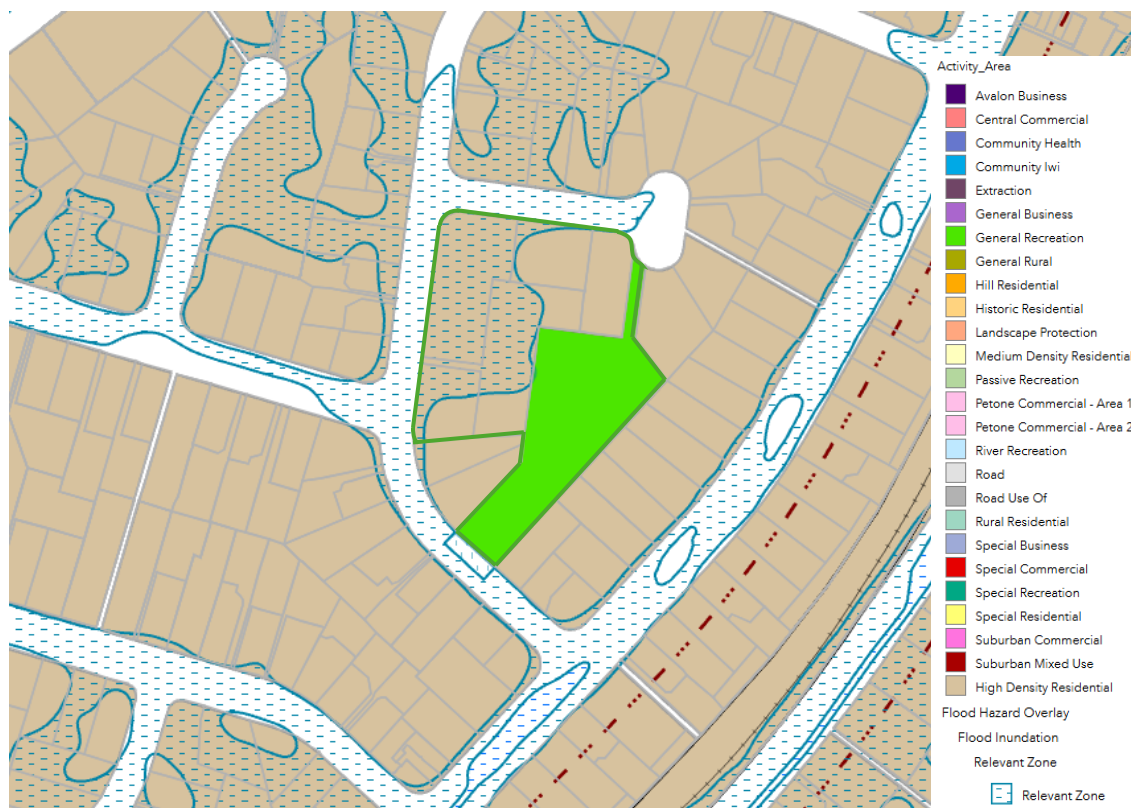 Activity_Area
Avalon Business
Central Commercial
Community Health
Community Iwi
Extraction
General Business
General Recreation
General Rural
Hill Residential
Historic Residential
Landscape Protection
Medium Density Residential
Passive Recreation
Petone Commercial - Area 1
Petone Commercial - Area 2
River Recreation
Road
Road Use Of
Rural Residential
Special Business
Special Commercial
Special Recreation
Special Residential
Suburban Commercial
Suburban Mixed Use
High Density Residential
Flood Hazard Overlay
Flood Inundation
Relevant Zone
Relevant Zone